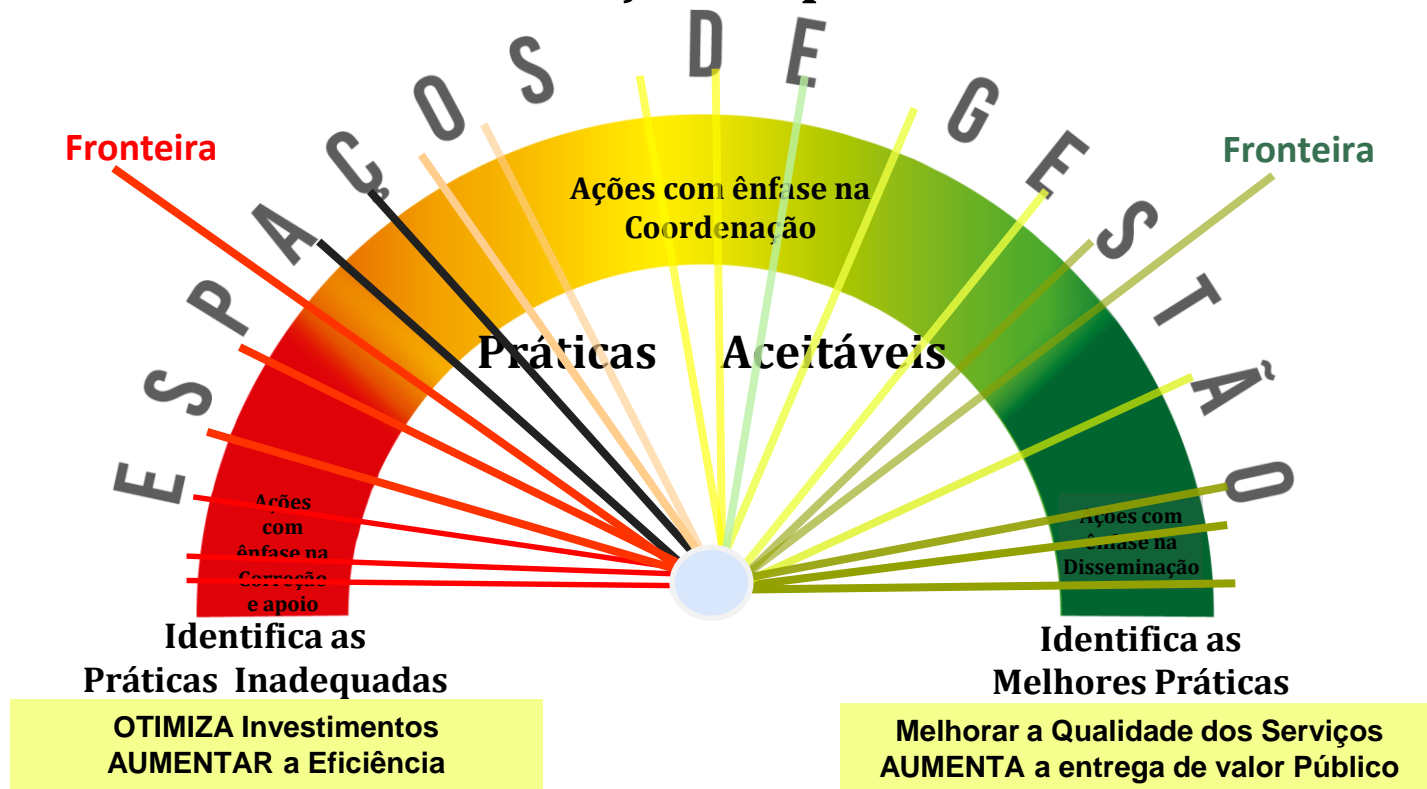 ESPAÇOS DE GESTÃO
Fronteira
Fronteira
Ações com ênfase na
Coordenação
Práticas Aceitáveis
Ações
com
ênfase na
Correção
e apoio
Ações com
ênfase na
Disseminação
Identifica as
Práticas Inadequadas
Identifica as
Melhores Práticas
OTIMIZA Investimentos
AUMENTAR a Eficiência
Melhorar a Qualidade dos Serviços
AUMENTA a entrega de valor Público